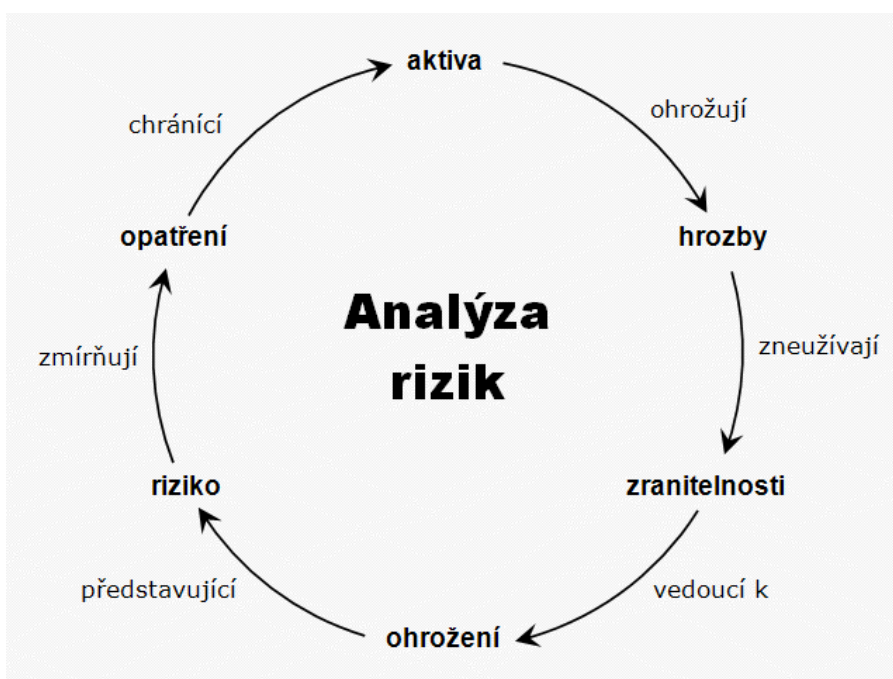 aktiva
ohrožují
hrozby
zneužívají
zranitelnosti
vedoucí k
ohrožení
představující
riziko
zmírňují
opatření
chránící
Analýza
rizik